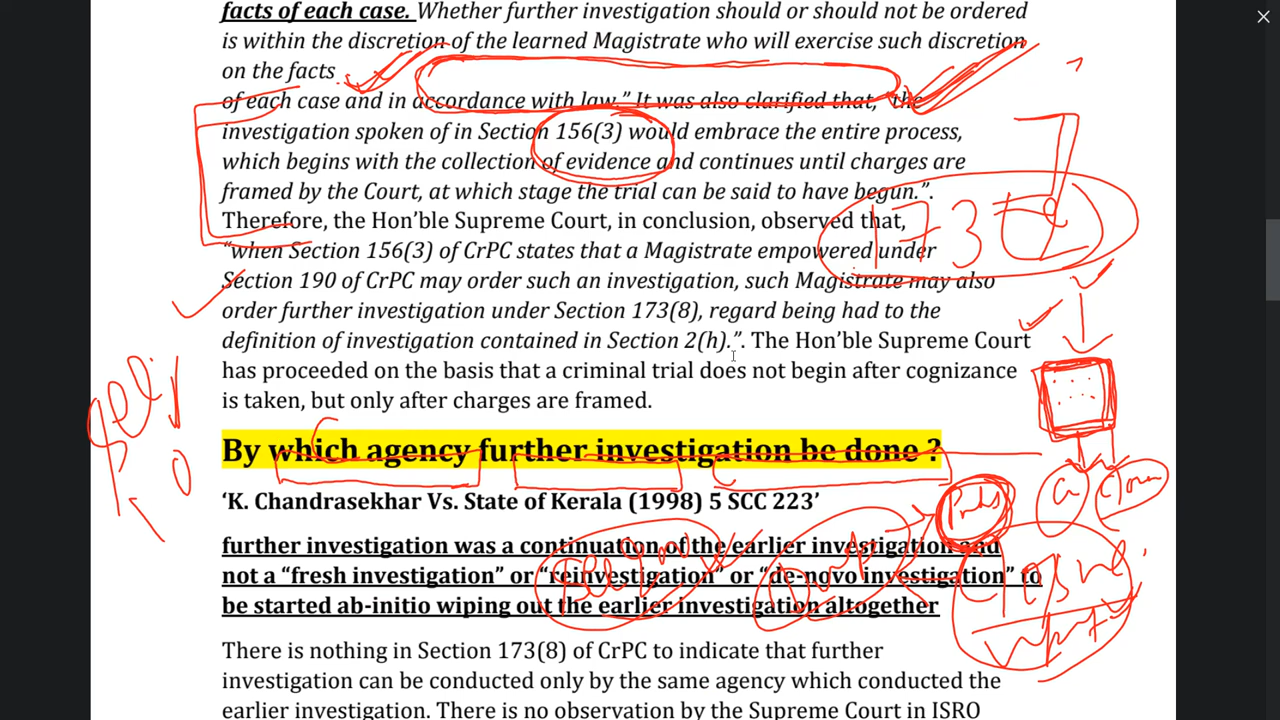 facts of each case. Whether further investigation should or should not be ordered
is within the discretion of the learned Magistrate who will exercise such discretion
on the facts
of each case and in accordance with law.” It was also clarified that, “the
investigation spoken of in Section 156(3) would embrace the entire process,
which begins with the collection of evidence and continues until charges are
framed by the Court, at which stage the trial can be said to have begun.”.
Therefore, the Hon’ble Supreme Court, in conclusion, observed that,
“when Section 156(3) of CrPC states that a Magistrate empowered under
Section 190 of CrPC may order such an investigation, such Magistrate may also
order further investigation under Section 173(8), regard being had to the
definition of investigation contained in Section 2(h).”. The Hon’ble Supreme Court
has proceeded on the basis that a criminal trial does not begin after cognizance
is taken, but only after charges are framed.
173
By which agency further investigation be done ?
‘K. Chandrasekhar Vs. State of Kerala (1998) 5 SCC 223’
further investigation was a continuation of the earlier investigation and
not a “fresh investigation” or “reinvestigation” or “de-novo investigation” to
be started ab-initio wiping out the earlier investigation altogether
There is nothing in Section 173(8) of CrPC to indicate that further
investigation can be conducted only by the same agency which conducted the
earlier investigation. There is no observation by the Supreme Court in ISRO